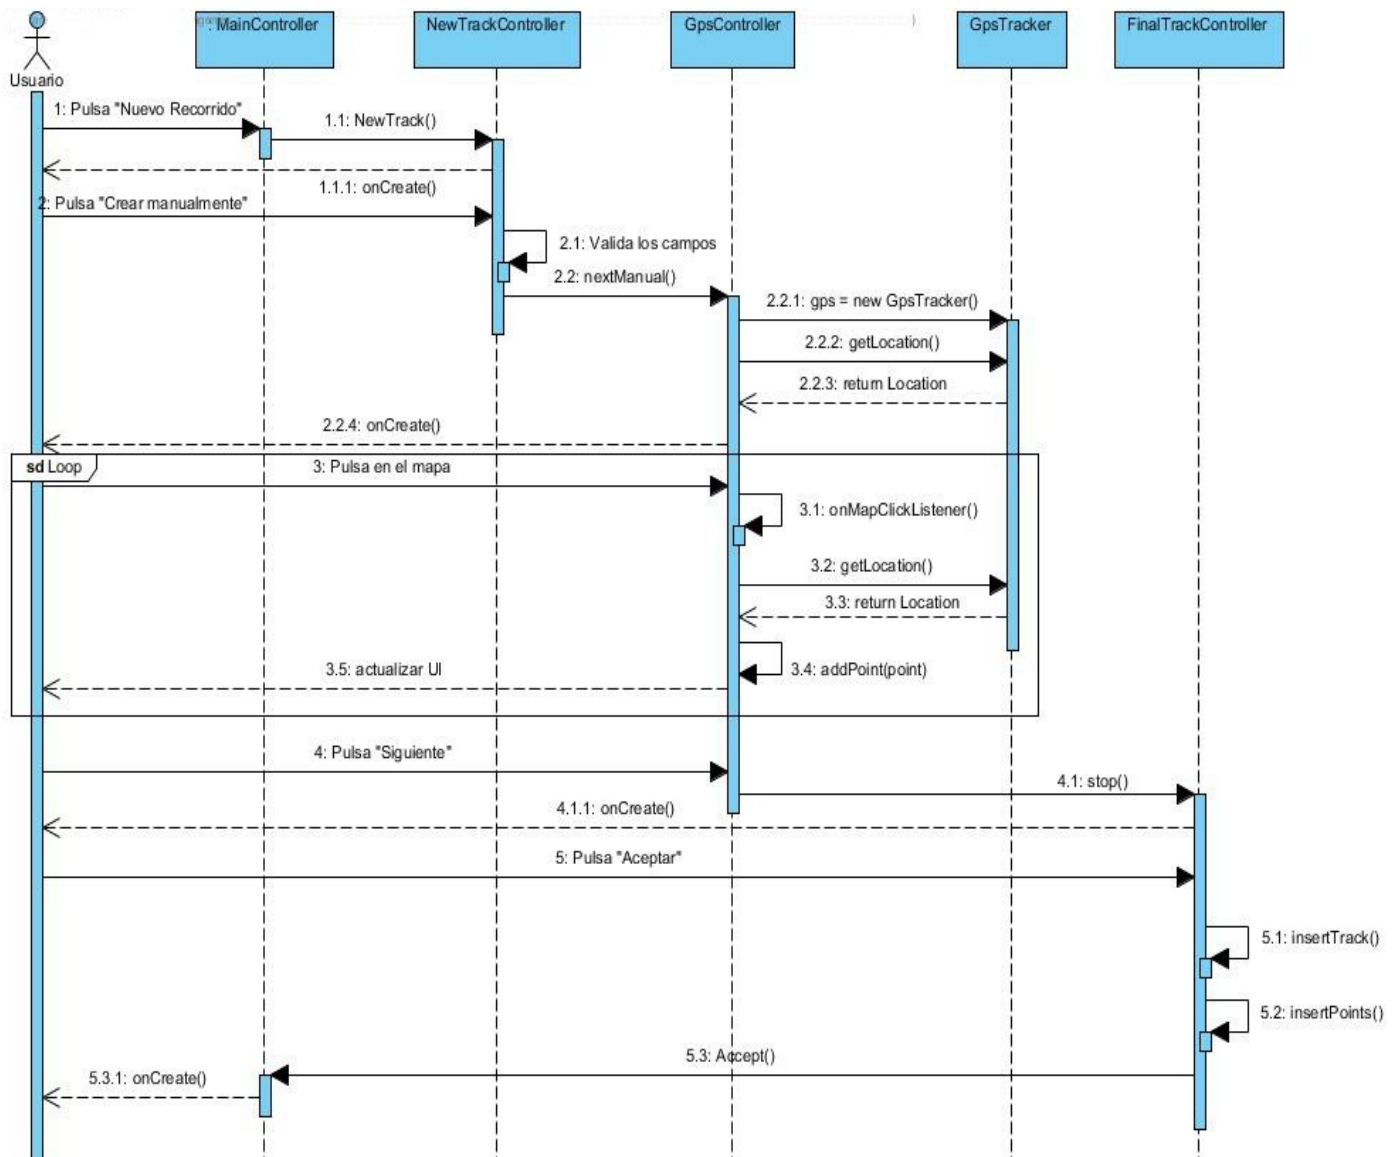 : MainController
NewTrackController
GpsController
GpsTracker
FinalTrackController
Usuario
1: Pulsa "Nuevo Recorrido"
1.1: NewTrack()
1.1.1: onCreate()
2: Pulsa "Crear manualmente"
2.1: Valida los campos
2.2: nextManual()
2.2.1: gps = new GpsTracker()
2.2.2: getLocation()
2.2.3: return Location
2.2.4: onCreate()
sd Loop
3: Pulsa en el mapa
3.1: onMapClickListener()
3.2: getLocation()
3.3: return Location
3.4: addPoint(point)
3.5: actualizar UI
4: Pulsa "Siguiente"
4.1: stop()
4.1.1: onCreate()
5: Pulsa "Aceptar"
5.1: insertTrack()
5.2: insertPoints()
5.3: Accept()
5.3.1: onCreate()